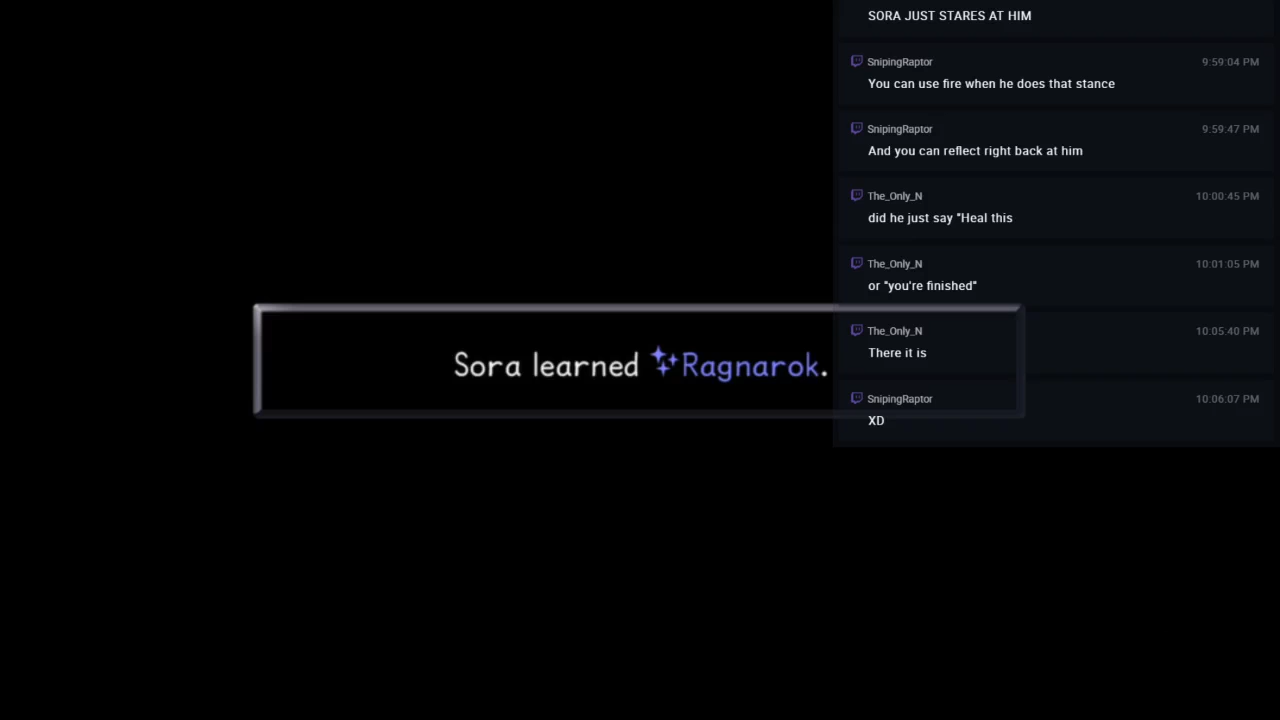 SORA JUST STARES AT HIM
SnipingRaptor 9:59:04 PM
You can use fire when he does that stance
SnipingRaptor 9:59:47 PM
And you can reflect right back at him
The_Only_N 10:00:45 PM
did he just say "Heal this
The_Only_N 10:01:05 PM
or "you're finished"
The_Only_N 10:05:40 PM
There it is
Sora learned Ragnarok.
SnipingRaptor 10:06:07 PM
XD